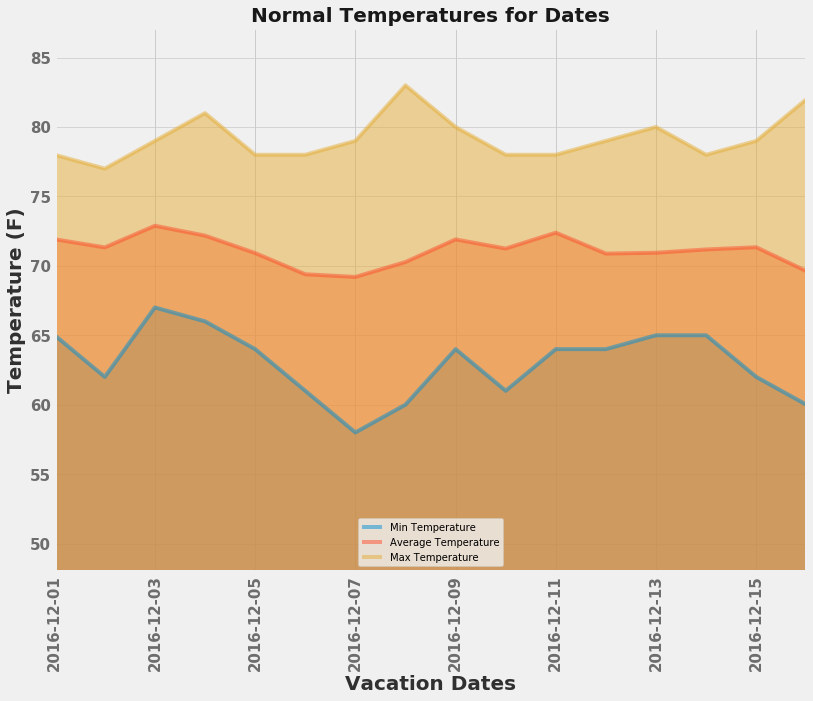 Normal Temperatures for Dates
Temperature (F)
85
80
75
70
65
60
55
50
Min Temperature
Average Temperature
Max Temperature
2016-12-01
2016-12-03
2016-12-05
2016-12-07
2016-12-09
2016-12-11
2016-12-13
2016-12-15
Vacation Dates